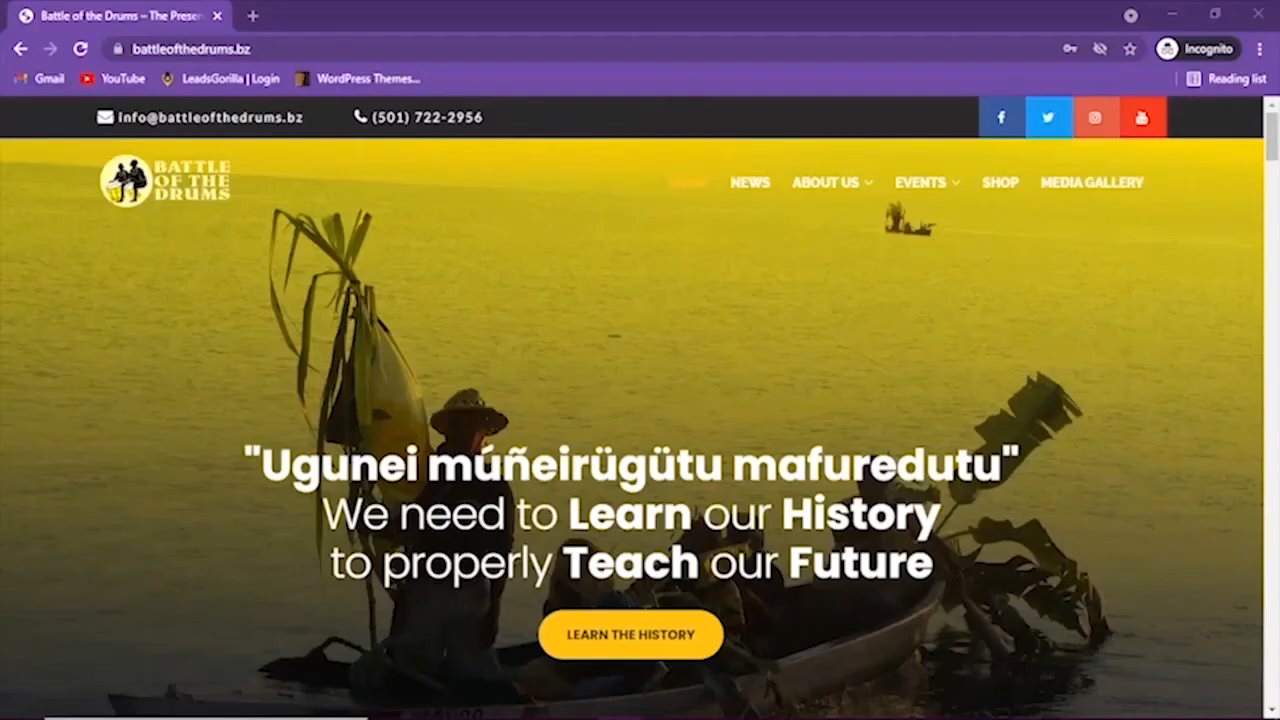 Battle of the Drums – The Preser
battleofthedrums.bz
Incognito
Gmail
YouTube
LeadsGorilla | Login
WordPress Themes...
Reading list
info@battleofthedrums.bz
(501) 722-2956
BATTLE
OF THE
DRUMS
NEWS
ABOUT US
EVENTS
SHOP
MEDIA GALLERY
"Ugunei múñeirügütu mafuredutu"
We need to Learn our History
to properly Teach our Future
LEARN THE HISTORY